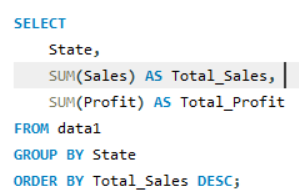 SELECT
    State,
    SUM(Sales) AS Total_Sales,
    SUM(Profit) AS Total_Profit
FROM data1
GROUP BY State
ORDER BY Total_Sales DESC;